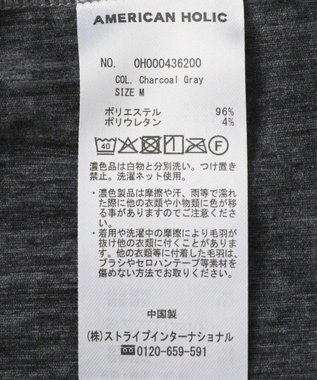 AMERICAN HOLIC
NO. 0H000436200
COL. Charcoal Gray
SIZE M
ポリエステル 96%
ポリウレタン 4%
40
濃色品は白物と分別洗い。つけ置き
禁止。洗濯ネット使用。
・濃色製品は摩擦や汗、雨等で濡れ
た際に他の衣類や小物類に色が移
る事がありますのでご注意くださ
い。
・着用や洗濯中の摩擦により毛羽が
抜け他の衣類に付くことがありま
す。他の衣類等に付着した毛羽は、
ブラシやセロハンテープ等素材を傷
めない方法でお取りください。
中国製
(株)ストライプインターナショナル
0120-659-591